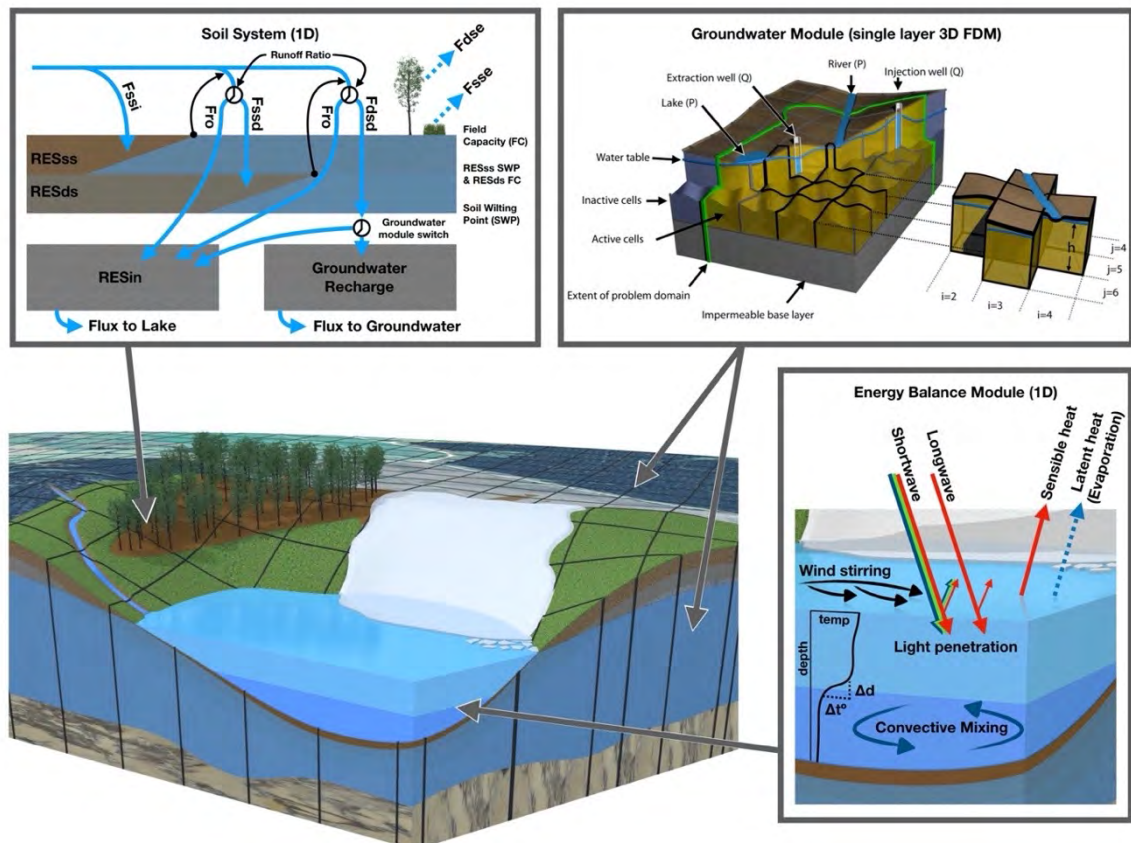 Soil System (1D)
Runoff Ratio
Fdse
Fsse
Fssi
Fro
Fssd
Fro
Fdsd
Field
Capacity (FC)
RESss
RESss SWP
& RESds FC
RESds
Soil Wilting
Point (SWP)
Groundwater
module switch
RESin
Groundwater
Recharge
Flux to Lake
Flux to Groundwater
Groundwater Module (single layer 3D FDM)
River (P)
Extraction well (Q)
Injection well (Q)
Lake (P)
Water table
Inactive cells
Active cells
Extent of problem domain
Impermeable base layer
h
j=4
j=5
j=6
i=2
i=3
i=4
Energy Balance Module (1D)
Shortwave
Longwave
Sensible heat
Latent heat
(Evaporation)
Wind stirring
temp
depth
Light penetration
Δd
Δt°
Convective Mixing